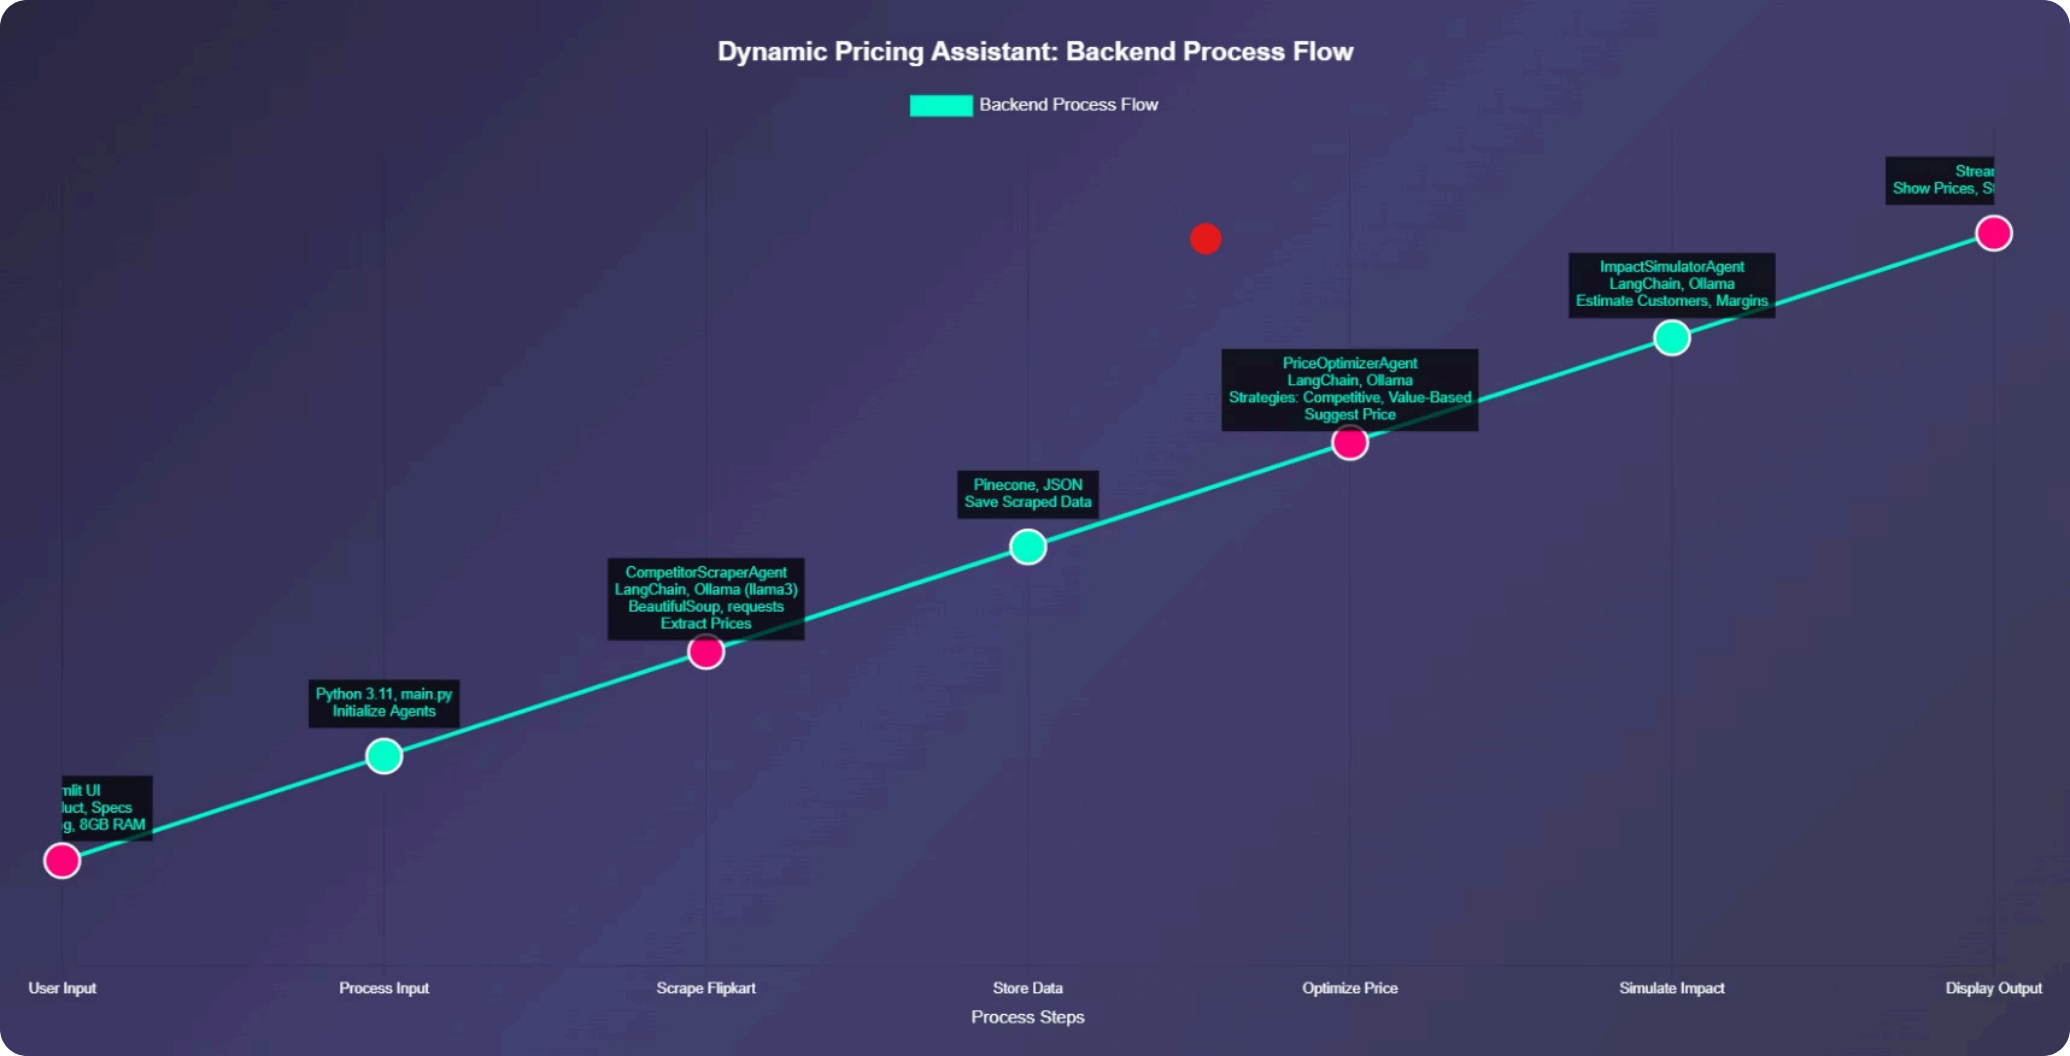 Dynamic Pricing Assistant: Backend Process Flow
Backend Process Flow
Show Prices,
ImpactSimulatorAgent
LangChain, Ollama
Estimate Customers, Margins
PriceOptimizerAgent
LangChain, Ollama
Strategies: Competitive, Value-Based
Suggest Price
Pinecone, JSON
Save Scraped Data
CompetitorScraperAgent
LangChain, Ollama (llama3)
BeautifulSoup, requests
Extract Prices
Python 3.11, main.py
Initialize Agents
UI
Specs
8GB RAM
User Input
Process Input
Scrape Flipkart
Store Data
Optimize Price
Simulate Impact
Display Output
Process Steps